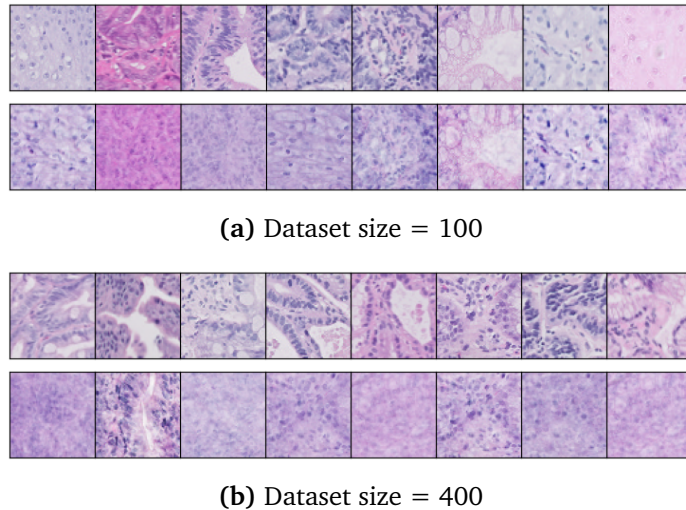 (a) Dataset size = 100
(b) Dataset size = 400